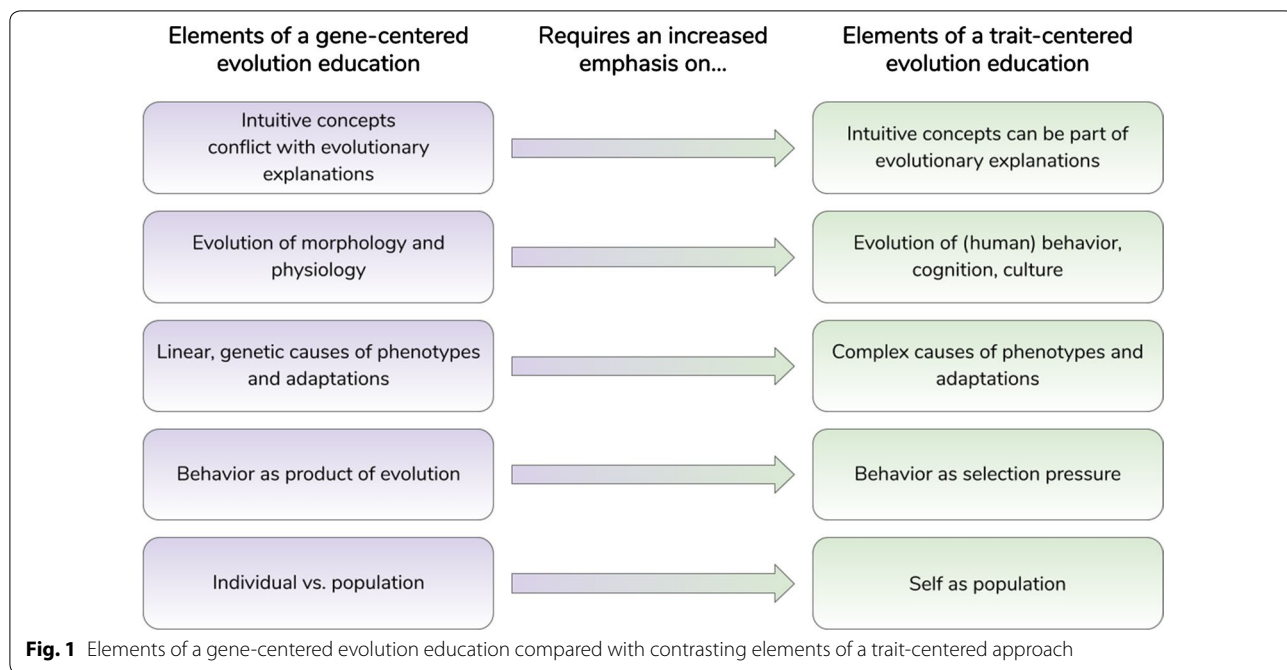 Elements of a gene-centered
evolution education
Requires an increased
emphasis on...
Elements of a trait-centered
evolution education
Intuitive concepts
conflict with evolutionary
explanations
Intuitive concepts can be part of
evolutionary explanations
Evolution of morphology and
physiology
Evolution of (human) behavior,
cognition, culture
Linear, genetic causes of phenotypes
and adaptations
Complex causes of phenotypes and
adaptations
Behavior as product of evolution
Behavior as selection pressure
Individual vs. population
Self as population
Fig. 1 Elements of a gene-centered evolution education compared with contrasting elements of a trait-centered approach